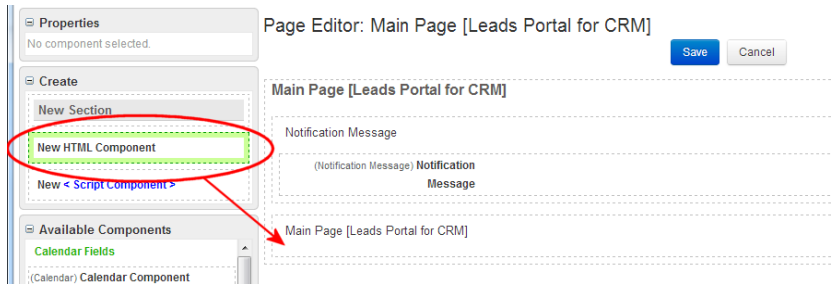 Properties
No component selected.
Create
New Section
New HTML Component
New < Script Component >
Available Components
Calendar Fields
(Calendar) Calendar Component
Page Editor: Main Page [Leads Portal for CRM]
Save Cancel
Main Page [Leads Portal for CRM]
Notification Message
(Notification Message) Notification
Message
Main Page [Leads Portal for CRM]